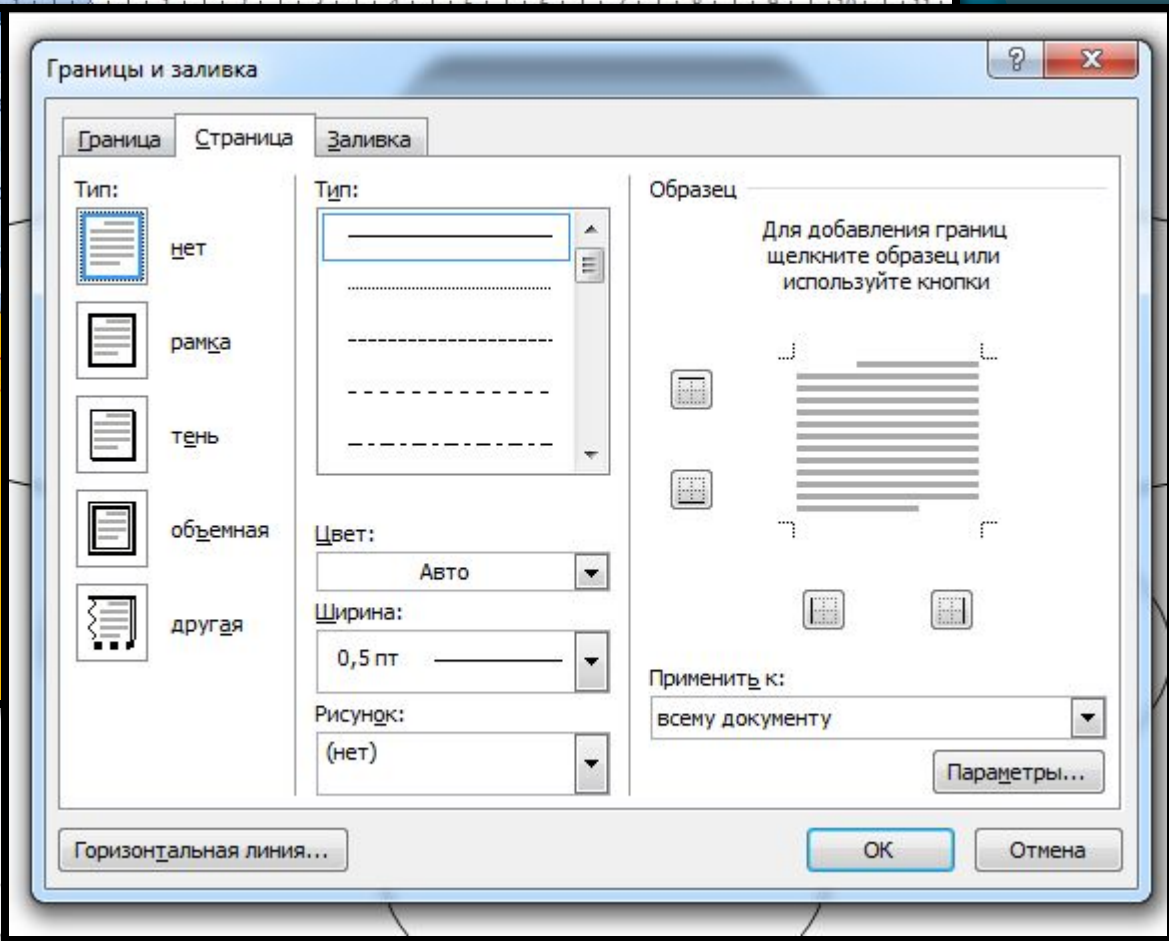 Границы и заливка
Граница
Страница
Заливка
Тип:
нет
рамка
тень
объемная
другая
Тип:
Цвет:
Авто
Ширина:
0,5 пт
Рисунок:
(нет)
Образец
Для добавления границ
щелкните образец или
используйте кнопки
Применить к:
всему документу
Параметры...
Горизонтальная линия...
ОК
Отмена